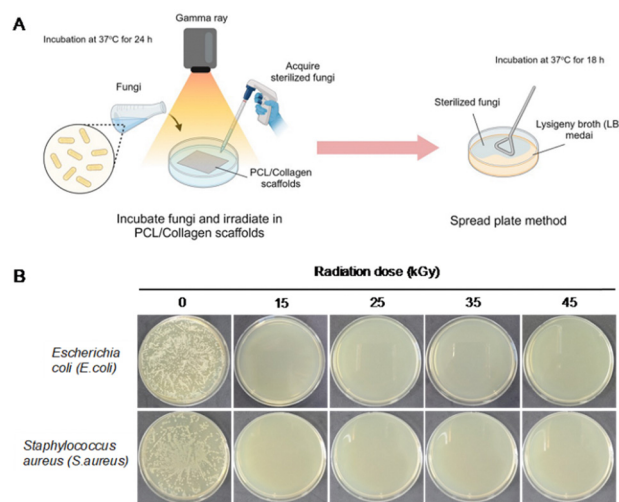 A
Gamma ray
Incubation at 37°C for 24 h
Acquire
sterilized fungi
Fungi
PCL/Collagen
scaffolds
Incubate fungi and irradiate in
PCL/Collagen scaffolds
Incubation at 37°C for 18 h
Sterilized fungi
Lysigeny broth (LB
medai
Spread plate method
B
Radiation dose (kGy)
0 15 25 35 45
Escherichia
coli (E.coli)
Staphylococcus
aureus (S.aureus)